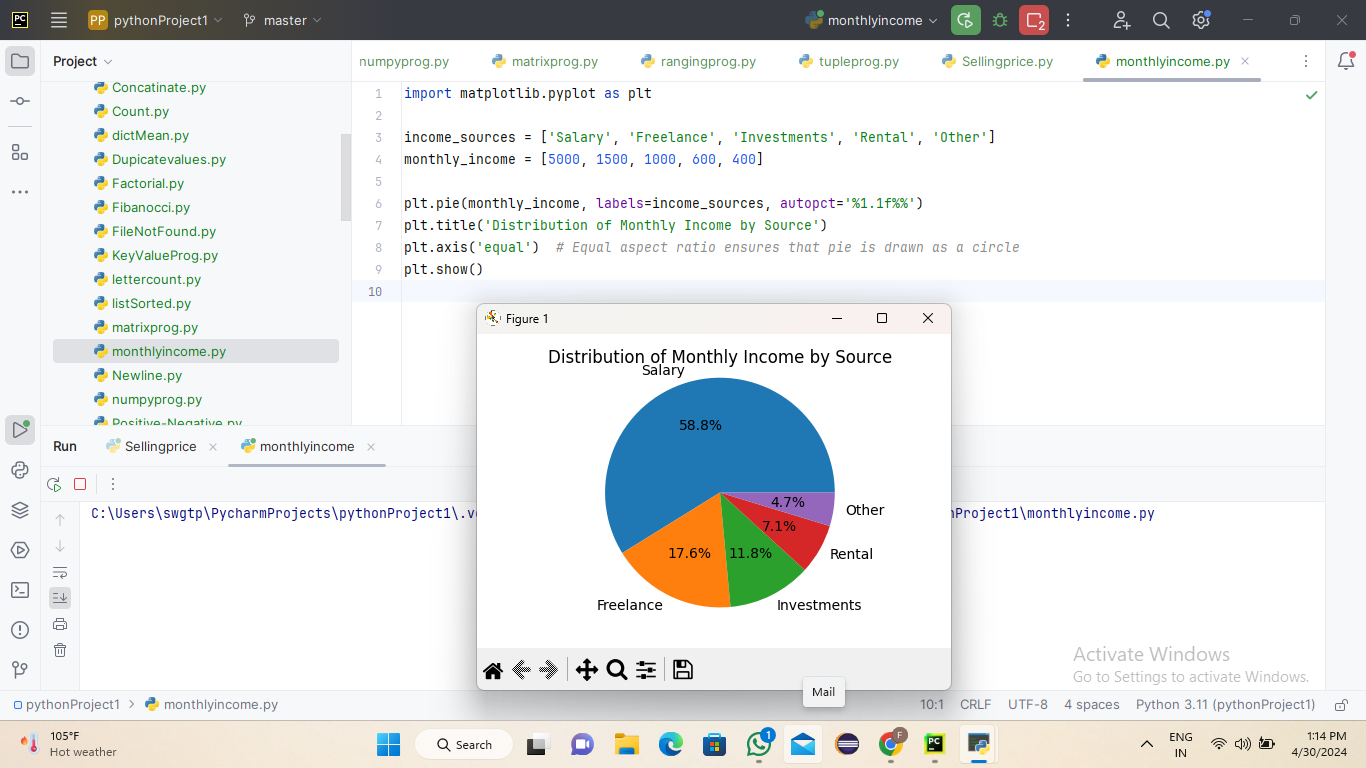 PC
PP pythonProject1
master
monthlyincome
2
Project
numpyprog.py
matrixprog.py
rangingprog.py
tupleprog.py
Sellingprice.py
monthlyincome.py
Concatinate.py
Count.py
dictMean.py
Dupicatevalues.py
Factorial.py
Fibanocci.py
FileNotFound.py
KeyValueProg.py
lettercount.py
listSorted.py
matrixprog.py
monthlyincome.py
Newline.py
numpyprog.py
Positive-Negative.py
1 import matplotlib.pyplot as plt
2
3 income_sources = ['Salary', 'Freelance', 'Investments', 'Rental', 'Other']
4 monthly_income = [5000, 1500, 1000, 600, 400]
5
6 plt.pie(monthly_income, labels=income_sources, autopct='%1.1f%%')
7 plt.title('Distribution of Monthly Income by Source')
8 plt.axis('equal')  # Equal aspect ratio ensures that pie is drawn as a circle
9 plt.show()
10
Figure 1
Distribution of Monthly Income by Source
Salary
58.8%
4.7%
Other
7.1%
Rental
17.6%
11.8%
Freelance
Investments
Run
Sellingprice
monthlyincome
C:\Users\swgtp\PycharmProjects\pythonProject1\.v
Project1\monthlyincome.py
Activate Windows
Go to Settings to activate Windows.
Mail
pythonProject1 > monthlyincome.py
10:1 CRLF UTF-8 4 spaces Python 3.11 (pythonProject1)
105°F
Hot weather
Search
1
F
PC
ENG
IN
1:14 PM
4/30/2024